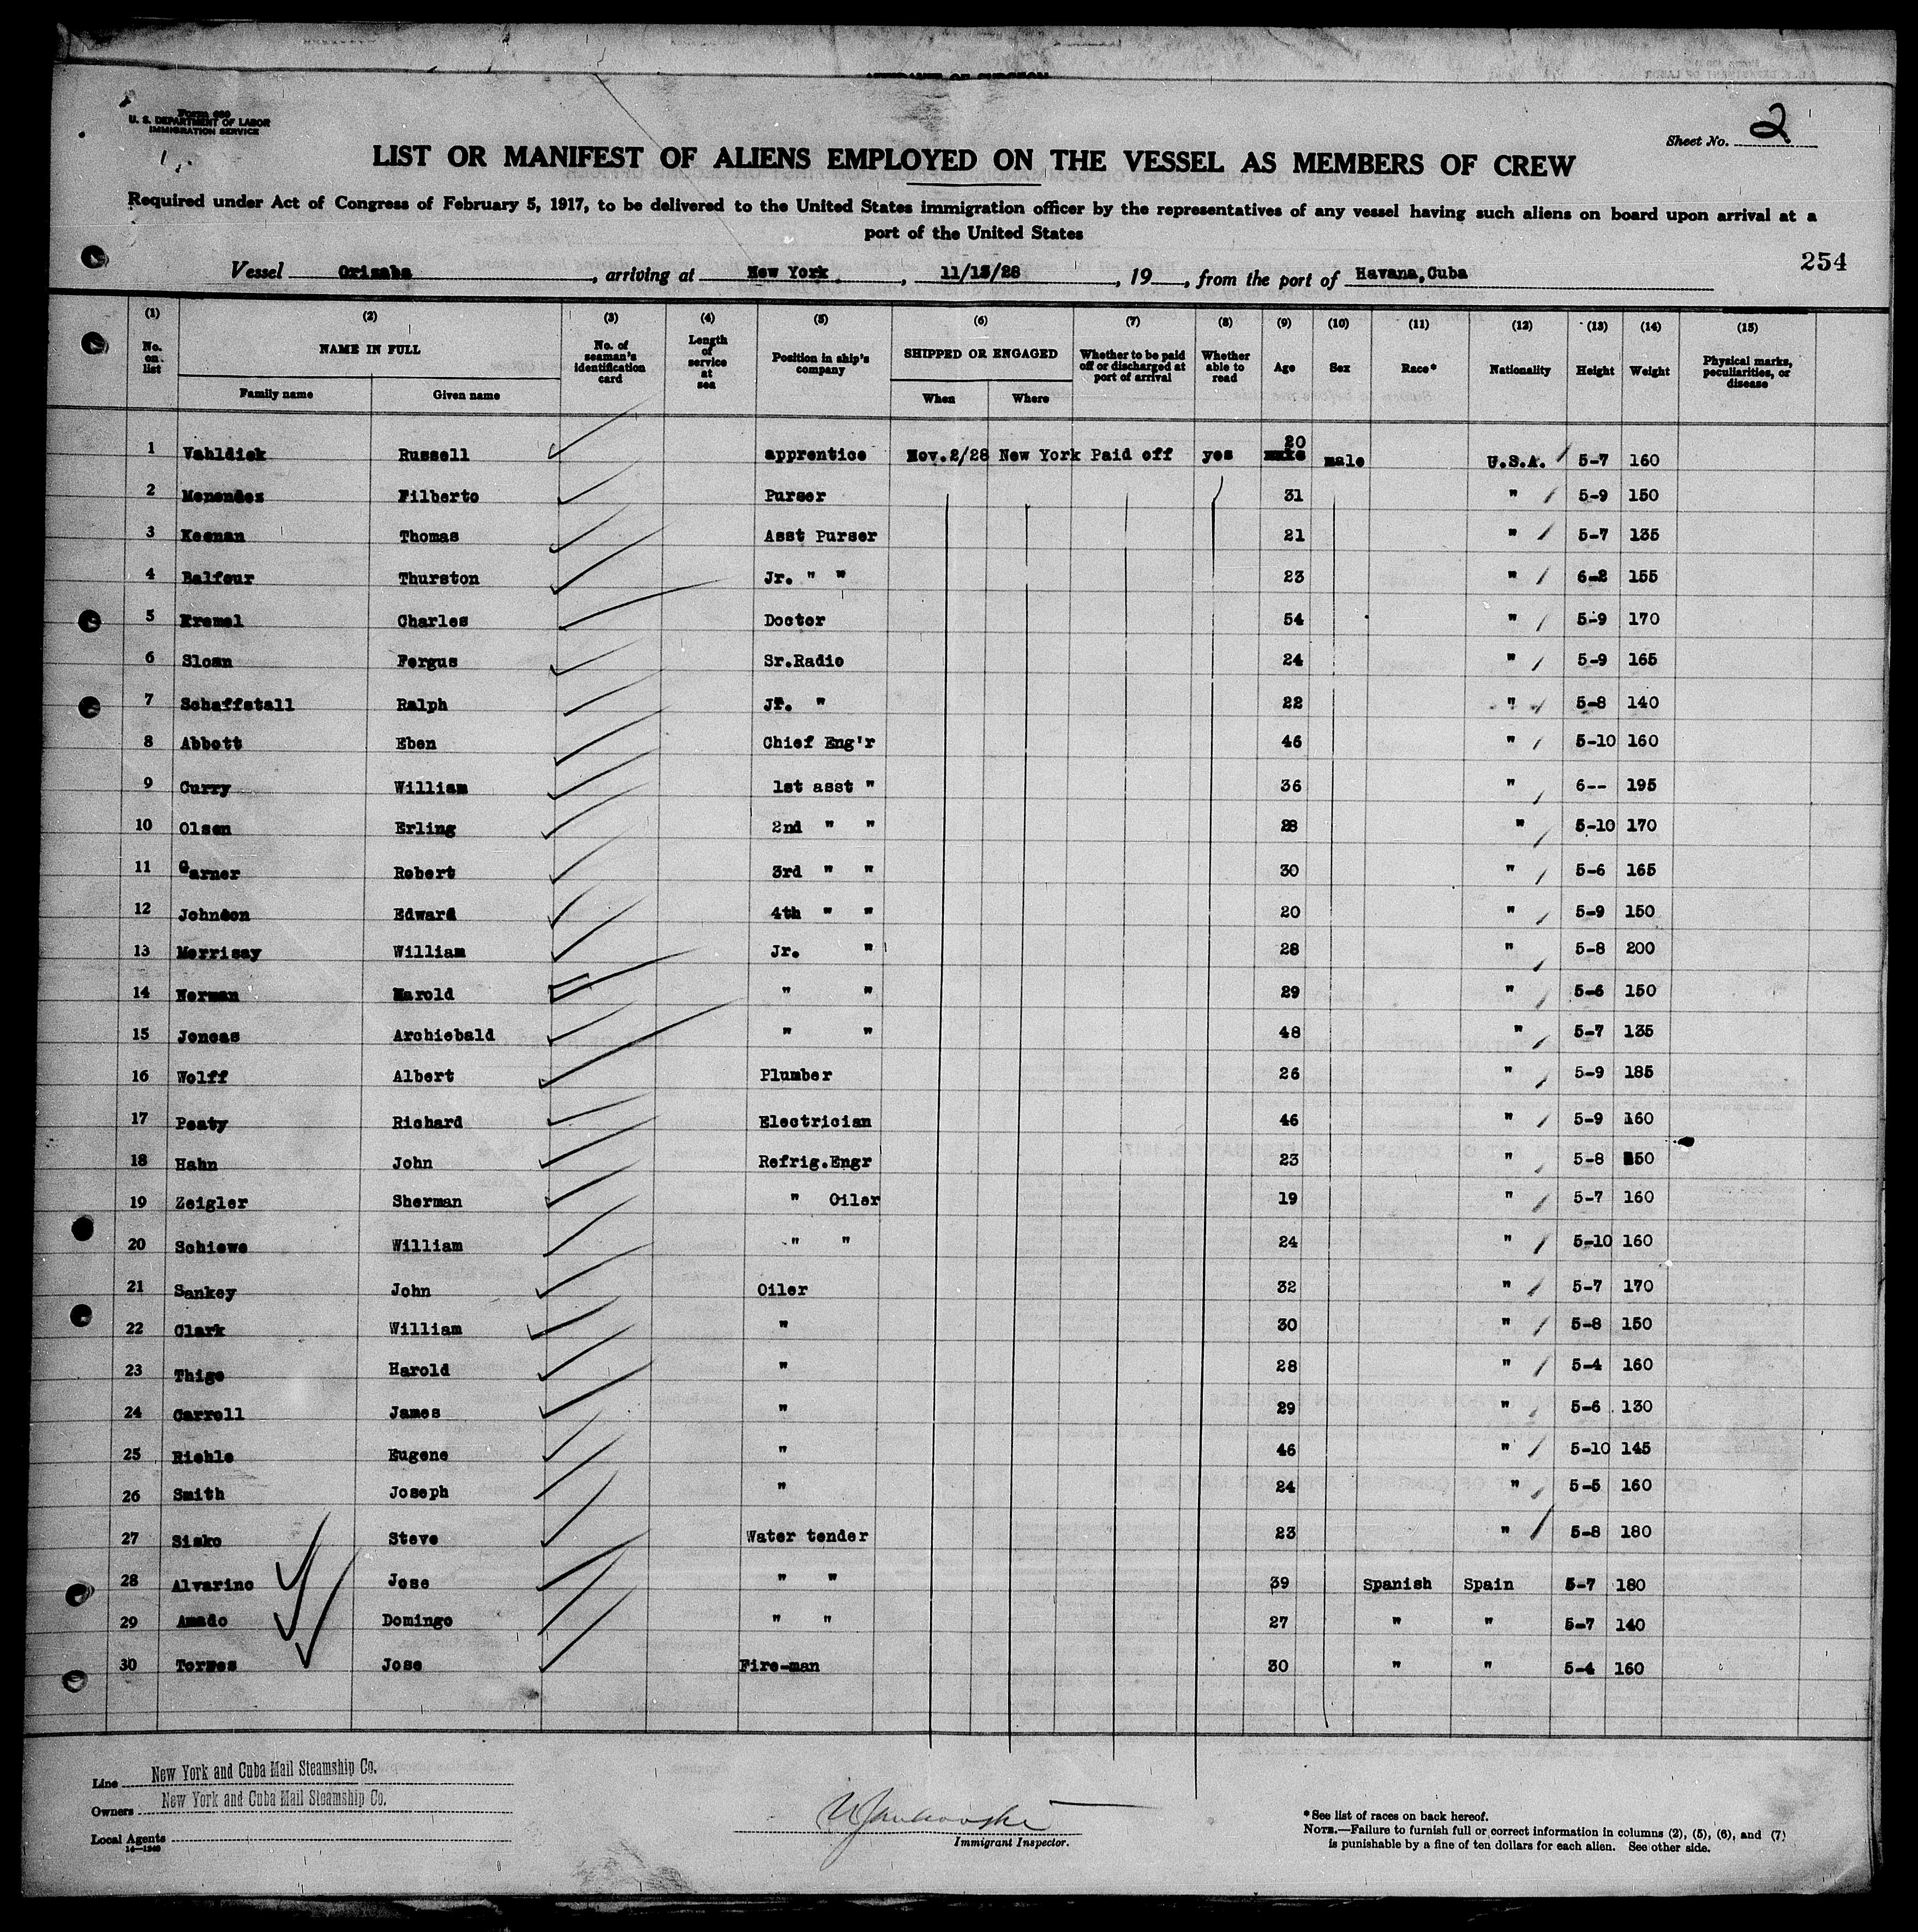 Form 689
U. S. DEPARTMENT OF LABOR
IMMIGRATION SERVICE
Sheet No. 2
LIST OR MANIFEST OF ALIENS EMPLOYED ON THE VESSEL AS MEMBERS OF CREW
Required under Act of Congress of February 5, 1917, to be delivered to the United States immigration officer by the representatives of any vessel having such aliens on board upon arrival at a
port of the United States
254
Vessel Orizaba, arriving at New York, 11/13/28, 19__, from the port of Havana, Cuba
(1) (2) (3) (4) (5) (6) (7) (8) (9) (10) (11) (12) (13) (14) (15)
No. on list NAME IN FULL Family name Given name No. of seaman's identification card Length of service at sea Position in ship's company SHIPPED OR ENGAGED When Where Whether to be paid off or discharged at port of arrival Whether able to read Age Sex Race* Nationality Height Weight Physical marks, peculiarities, or disease
1 Vahldiek Russell apprentice Nov.2/28 New York Paid off yes 20 male U.S.A. 5-7 160
2 Menendez Filberto Purser 31 " 5-9 150
3 Keenan Thomas Asst Purser 21 " 5-7 135
4 Balfour Thurston Jr. " " 23 " 6-2 155
5 Kremel Charles Doctor 54 " 5-9 170
6 Sloan Fergus Sr.Radio 24 " 5-9 165
7 Schaffstall Ralph Jr. " 22 " 5-8 140
8 Abbott Eben Chief Eng'r 46 " 5-10 160
9 Curry William 1st asst " 36 " 6-- 195
10 Olsen Erling 2nd " " 28 " 5-10 170
11 Garner Robert 3rd " " 30 " 5-6 165
12 Johnson Edward 4th " " 20 " 5-9 150
13 Morrisay William Jr. " 28 " 5-8 200
14 Norman Harold " " 29 " 5-6 150
15 Joneas Archiebald " " 48 " 5-7 135
16 Wolff Albert Plumber 26 " 5-9 185
17 Peaty Richard Electrician 46 " 5-9 160
18 Hahn John Refrig.Engr 23 " 5-8 150
19 Zeigler Sherman " Oiler 19 " 5-7 160
20 Schiewe William " " 24 " 5-10 160
21 Sankey John Oiler 32 " 5-7 170
22 Clark William " 30 " 5-8 150
23 Thige Harold " 28 " 5-4 160
24 Carroll James " 29 " 5-6 130
25 Riehle Eugene " 46 " 5-10 145
26 Smith Joseph " 24 " 5-5 160
27 Sisko Steve Water tender 23 " 5-8 180
28 Alvarino Jose " " 39 Spanish Spain 5-7 180
29 Amado Domingo " " 27 " " 5-7 140
30 Torres Jose Fire-man 30 " " 5-4 160
Line New York and Cuba Mail Steamship Co.
Owners New York and Cuba Mail Steamship Co.
Local Agents
14-1240
Immigrant Inspector.
*See list of races on back hereof.
NOTE.—Failure to furnish full or correct information in columns (2), (5), (6), and (7)
is punishable by a fine of ten dollars for each alien. See other side.